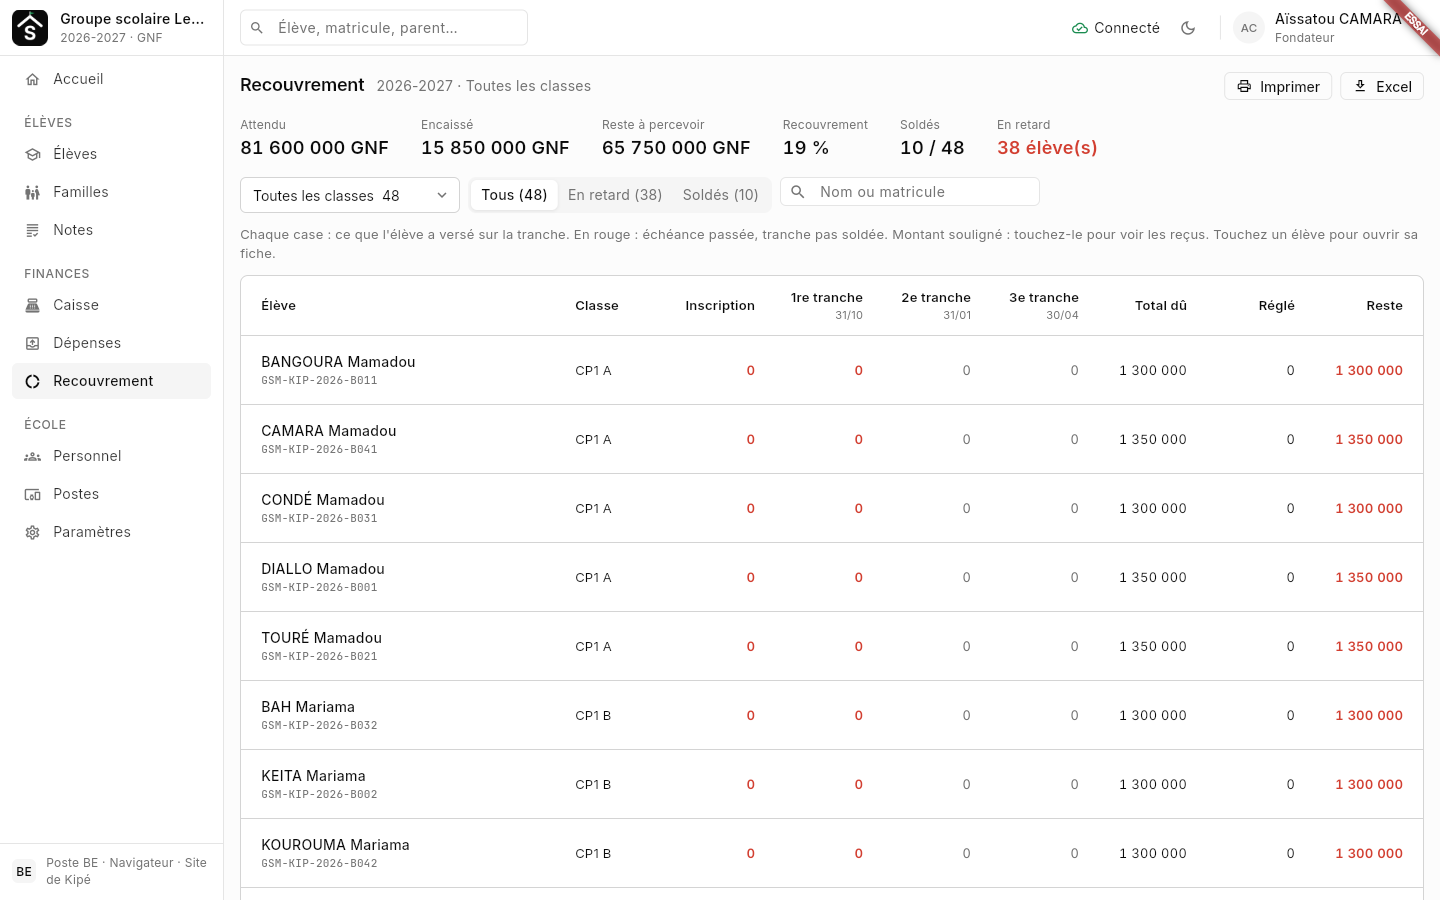 Groupe scolaire Le...
2026-2027 · GNF
Élève, matricule, parent...
Connecté
AC
Aïssatou CAMARA
Fondateur
ESSAI
Accueil
ÉLÈVES
Élèves
Familles
Notes
FINANCES
Caisse
Dépenses
Recouvrement
ÉCOLE
Personnel
Postes
Paramètres
BE
Poste BE · Navigateur · Site
de Kipé
Recouvrement 2026-2027 · Toutes les classes
Imprimer
Excel
Attendu Encaissé Reste à percevoir Recouvrement Soldés En retard
81 600 000 GNF 15 850 000 GNF 65 750 000 GNF 19 % 10 / 48 38 élève(s)
Toutes les classes 48
Tous (48) En retard (38) Soldés (10)
Nom ou matricule
Chaque case : ce que l'élève a versé sur la tranche. En rouge : échéance passée, tranche pas soldée. Montant souligné : touchez-le pour voir les reçus. Touchez un élève pour ouvrir sa
fiche.
Élève Classe Inscription 1re tranche 2e tranche 3e tranche Total dû Réglé Reste
31/10 31/01 30/04
BANGOURA Mamadou
GSM-KIP-2026-B011
CP1 A 0 0 0 0 1 300 000 0 1 300 000
CAMARA Mamadou
GSM-KIP-2026-B041
CP1 A 0 0 0 0 1 350 000 0 1 350 000
CONDÉ Mamadou
GSM-KIP-2026-B031
CP1 A 0 0 0 0 1 300 000 0 1 300 000
DIALLO Mamadou
GSM-KIP-2026-B001
CP1 A 0 0 0 0 1 350 000 0 1 350 000
TOURÉ Mamadou
GSM-KIP-2026-B021
CP1 A 0 0 0 0 1 350 000 0 1 350 000
BAH Mariama
GSM-KIP-2026-B032
CP1 B 0 0 0 0 1 300 000 0 1 300 000
KEITA Mariama
GSM-KIP-2026-B002
CP1 B 0 0 0 0 1 300 000 0 1 300 000
KOUROUMA Mariama
GSM-KIP-2026-B042
CP1 B 0 0 0 0 1 300 000 0 1 300 000